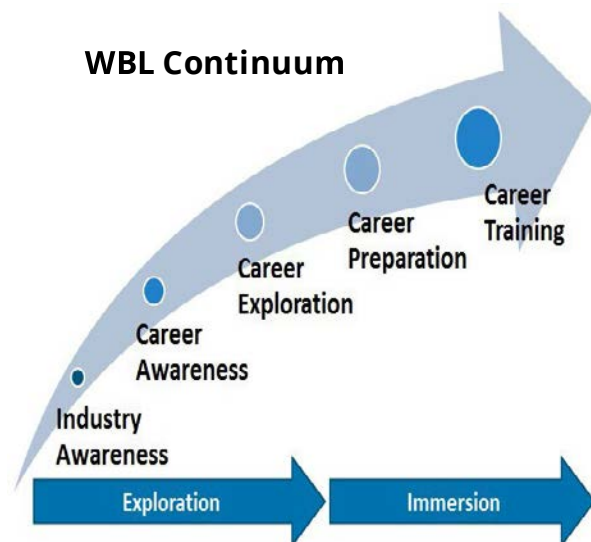 WBL Continuum
Career
Training
Career
Preparation
Career
Exploration
Career
Awareness
Industry
Awareness
Exploration
Immersion